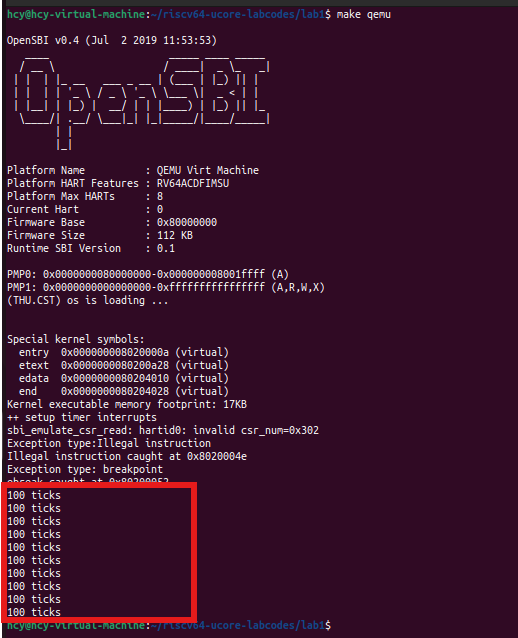 hcy@hcy-virtual-machine:~/riscv64-ucore-labcodes/lab1$ make qemu
OpenSBI v0.4 (Jul  2 2019 11:53:53)
OpenSBI
Platform Name          : QEMU Virt Machine
Platform HART Features : RV64ACDFIMSU
Platform Max HARTs     : 8
Current Hart           : 0
Firmware Base          : 0x80000000
Firmware Size          : 112 KB
Runtime SBI Version    : 0.1
PMP0: 0x0000000080000000-0x000000008001ffff (A)
PMP1: 0x0000000000000000-0xffffffffffffffff (A,R,W,X)
(THU.CST) os is loading ...
Special kernel symbols:
  entry  0x000000008020000a (virtual)
  etext  0x0000000080200a28 (virtual)
  edata  0x0000000080204010 (virtual)
  end    0x0000000080204028 (virtual)
Kernel executable memory footprint: 17KB
++ setup timer interrupts
sbi_emulate_csr_read: hartid0: invalid csr_num=0x302
Exception type:Illegal instruction
Illegal instruction caught at 0x8020004e
Exception type: breakpoint
ebreak caught at 0x80200052
100 ticks
100 ticks
100 ticks
100 ticks
100 ticks
100 ticks
100 ticks
100 ticks
100 ticks
100 ticks
hcy@hcy-virtual-machine:~/riscv64-ucore-labcodes/lab1$